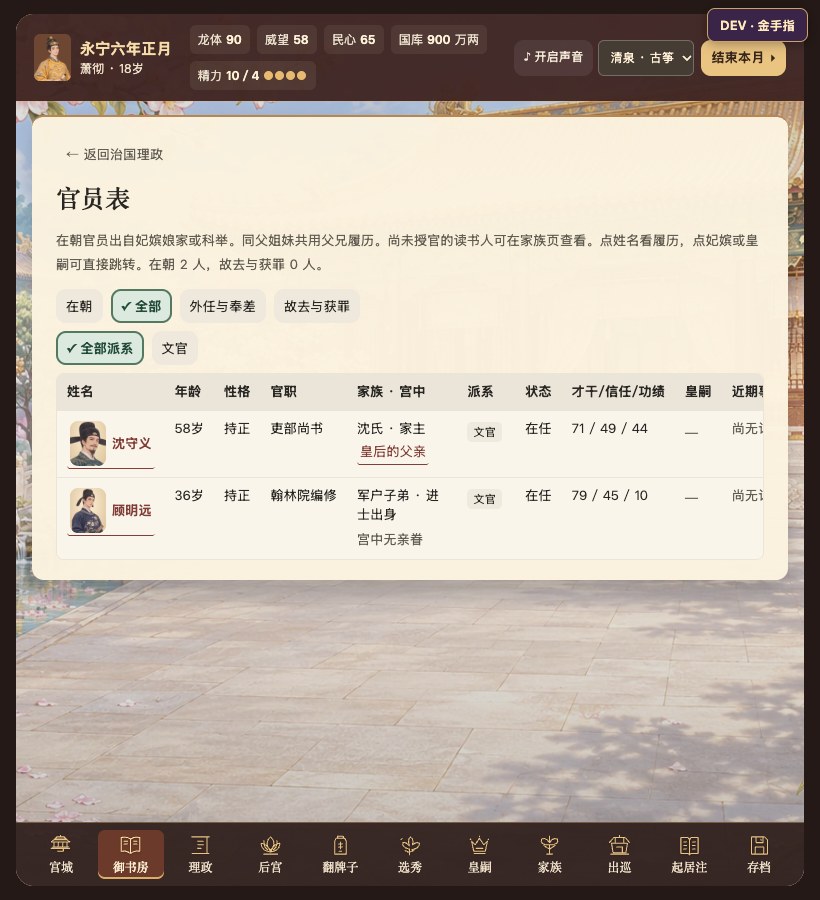 DEV · 金手指
永宁六年正月
萧彻 · 18岁
龙体 90 威望 58 民心 65 国库 900 万两
精力 10 / 4
♪ 开启声音
清泉 · 古筝
结束本月
← 返回治国理政
官员表
在朝官员出自妃嫔娘家或科举。同父姐妹共用父兄履历。尚未授官的读书人可在家族页查看。点姓名看履历，点妃嫔或皇
嗣可直接跳转。在朝 2 人，故去与获罪 0 人。
在朝 ✓ 全部 外任与奉差 故去与获罪
✓ 全部派系 文官
姓名 年龄 性格 官职 家族 · 宫中 派系 状态 才干/信任/功绩 皇嗣 近期
沈守义 58岁 持正 吏部尚书 沈氏 · 家主 文官 在任 71 / 49 / 44 — 尚无
皇后的父亲
顾明远 36岁 持正 翰林院编修 军户子弟 · 进 文官 在任 79 / 45 / 10 — 尚无
士出身
宫中无亲眷
官城 御书房 理政 后宫 翻牌子 选秀 皇嗣 家族 出巡 起居注 存档